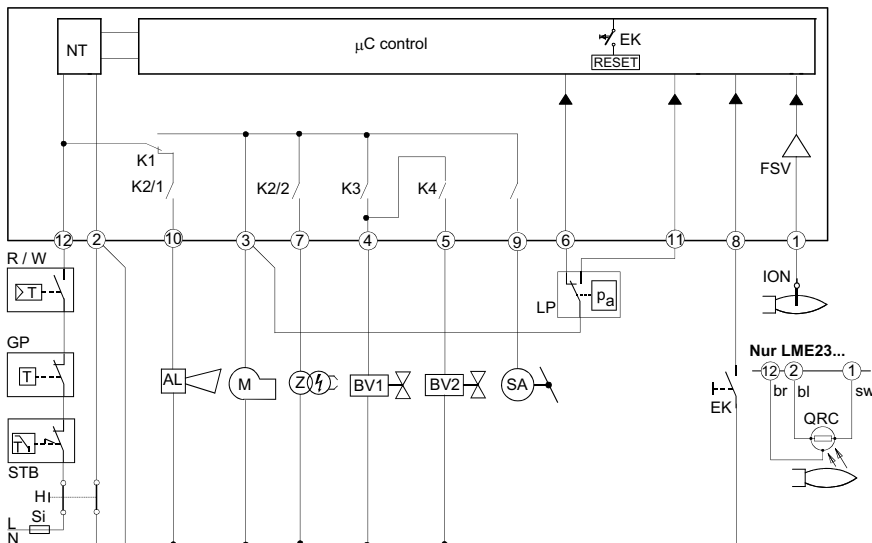 NT
μC control
EK
RESET
FSV
K1
K2/1
K2/2
K3
K4
12
2
10
3
7
4
5
9
6
11
8
1
R / W
>T
GP
T
STB
T
H
L
Si
N
AL
M
Z
BV1
BV2
SA
LP
pa
EK
ION
Nur LME23...
12
2
1
br
bl
sw
QRC